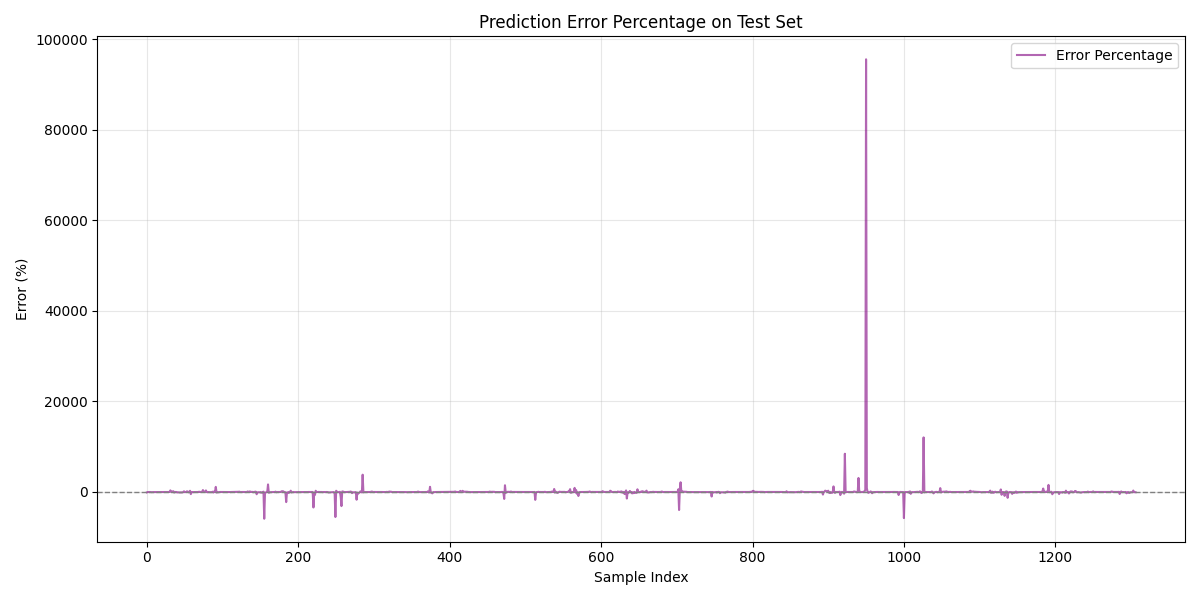 Prediction Error Percentage on Test Set
Error Percentage
100000
80000
60000
40000
20000
0
Error (%)
0 200 400 600 800 1000 1200
Sample Index